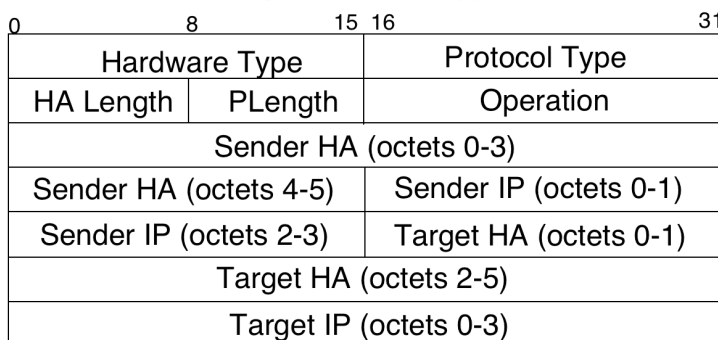 0 8 15 16 31
Hardware Type Protocol Type
HA Length PLength Operation
Sender HA (octets 0-3)
Sender HA (octets 4-5) Sender IP (octets 0-1)
Sender IP (octets 2-3) Target HA (octets 0-1)
Target HA (octets 2-5)
Target IP (octets 0-3)